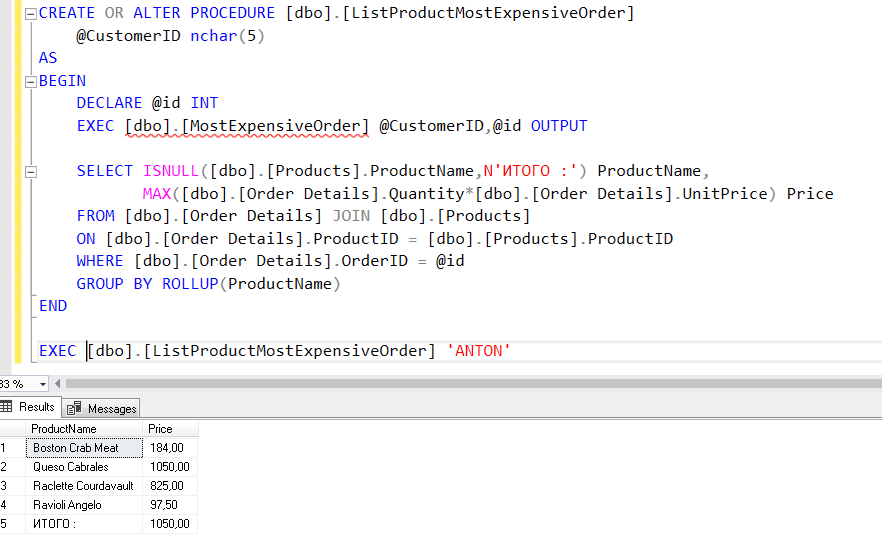 CREATE OR ALTER PROCEDURE [dbo].[ListProductMostExpensiveOrder]
@CustomerID nchar(5)
AS
BEGIN
DECLARE @id INT
EXEC [dbo].[MostExpensiveOrder] @CustomerID,@id OUTPUT
SELECT ISNULL([dbo].[Products].ProductName,N'ИТОГО :') ProductName,
MAX([dbo].[Order Details].Quantity*[dbo].[Order Details].UnitPrice) Price
FROM [dbo].[Order Details] JOIN [dbo].[Products]
ON [dbo].[Order Details].ProductID = [dbo].[Products].ProductID
WHERE [dbo].[Order Details].OrderID = @id
GROUP BY ROLLUP(ProductName)
END
EXEC [dbo].[ListProductMostExpensiveOrder] 'ANTON'
83 %
Results Messages
ProductName Price
1 Boston Crab Meat 184,00
2 Queso Cabrales 1050,00
3 Raclette Courdavault 825,00
4 Ravioli Angelo 97,50
5 ИТОГО : 1050,00